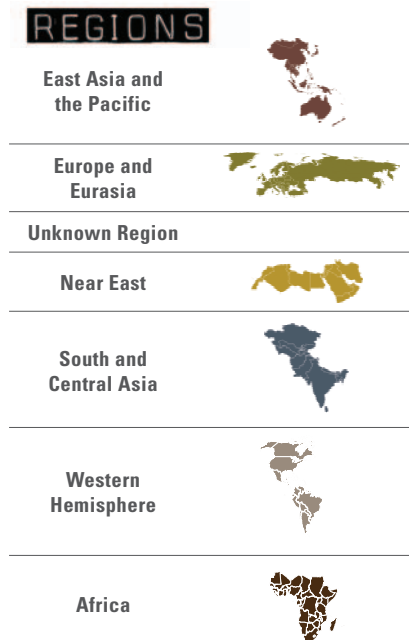 REGIONS
East Asia and
the Pacific
Europe and
Eurasia
Unknown Region
Near East
South and
Central Asia
Western
Hemisphere
Africa